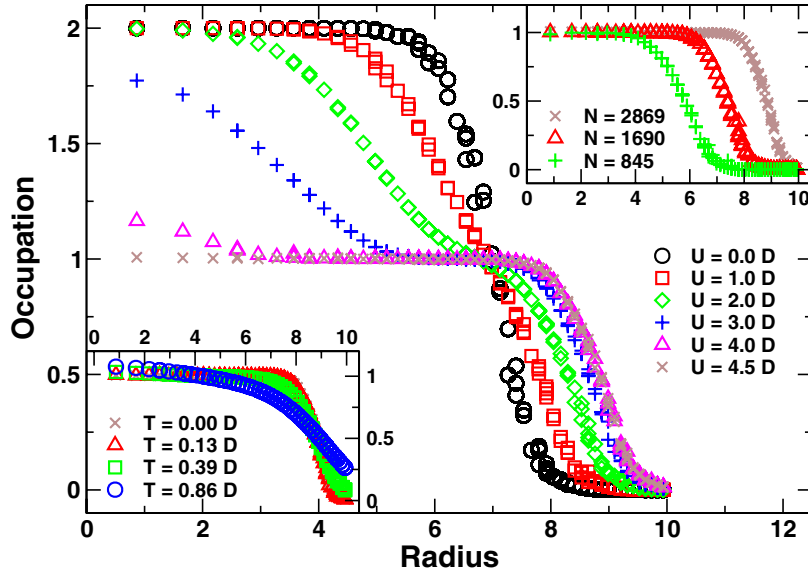 2
1.5
1
0.5
0
Occupation
0 2 4 6 8 10 12
Radius
1
0.5
0
0 2 4 6 8 10
N = 2869
N = 1690
N = 845
U = 0.0 D
U = 1.0 D
U = 2.0 D
U = 3.0 D
U = 4.0 D
U = 4.5 D
0 2 4 6 8 10
1
0.5
0
T = 0.00 D
T = 0.13 D
T = 0.39 D
T = 0.86 D